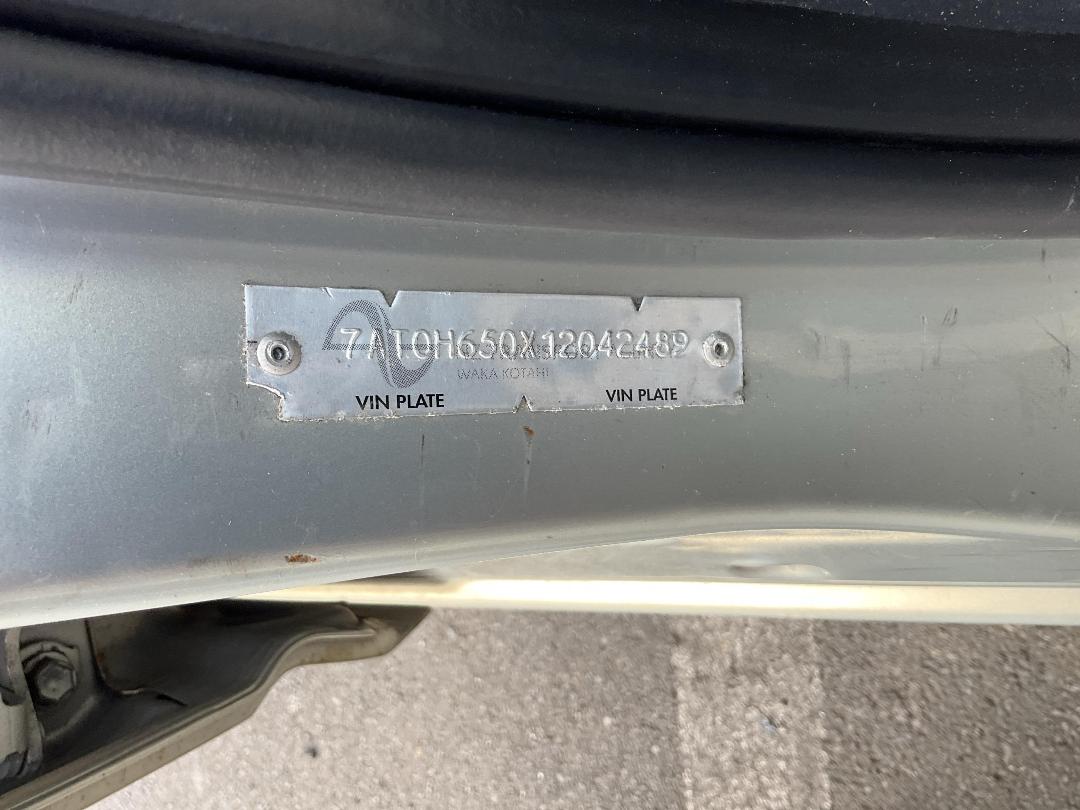 7AT0H650X12042489
WAKA KOTAHI
VIN PLATE VIN PLATE